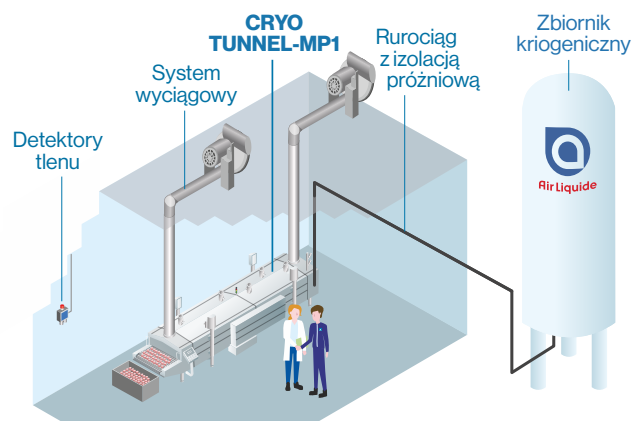 CRYO
TUNNEL-MP1
Rurociąg
z izolacją
próżniową
Zbiornik
kriogeniczny
System
wyciągowy
Detektory
tlenu
Air Liquide